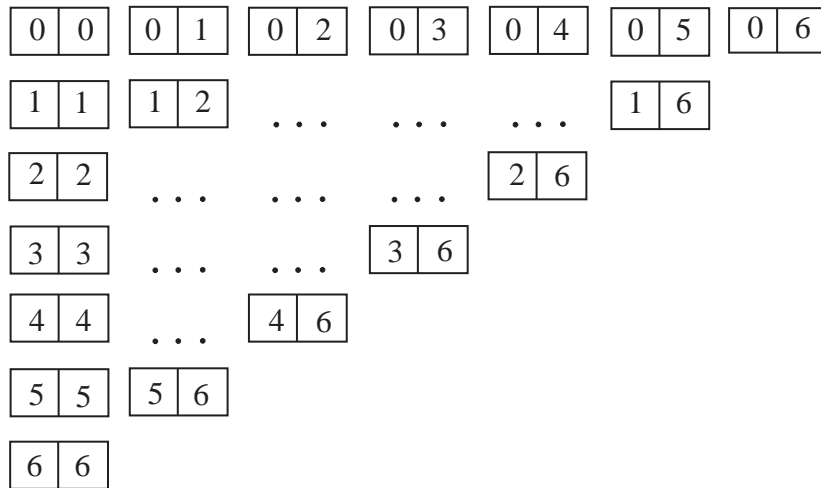 0 0 0 1 0 2 0 3 0 4 0 5 0 6
1 1 1 2 ... ... ... 1 6
2 2 ... ... ... 2 6
3 3 ... ... 3 6
4 4 ... 4 6
5 5 5 6
6 6